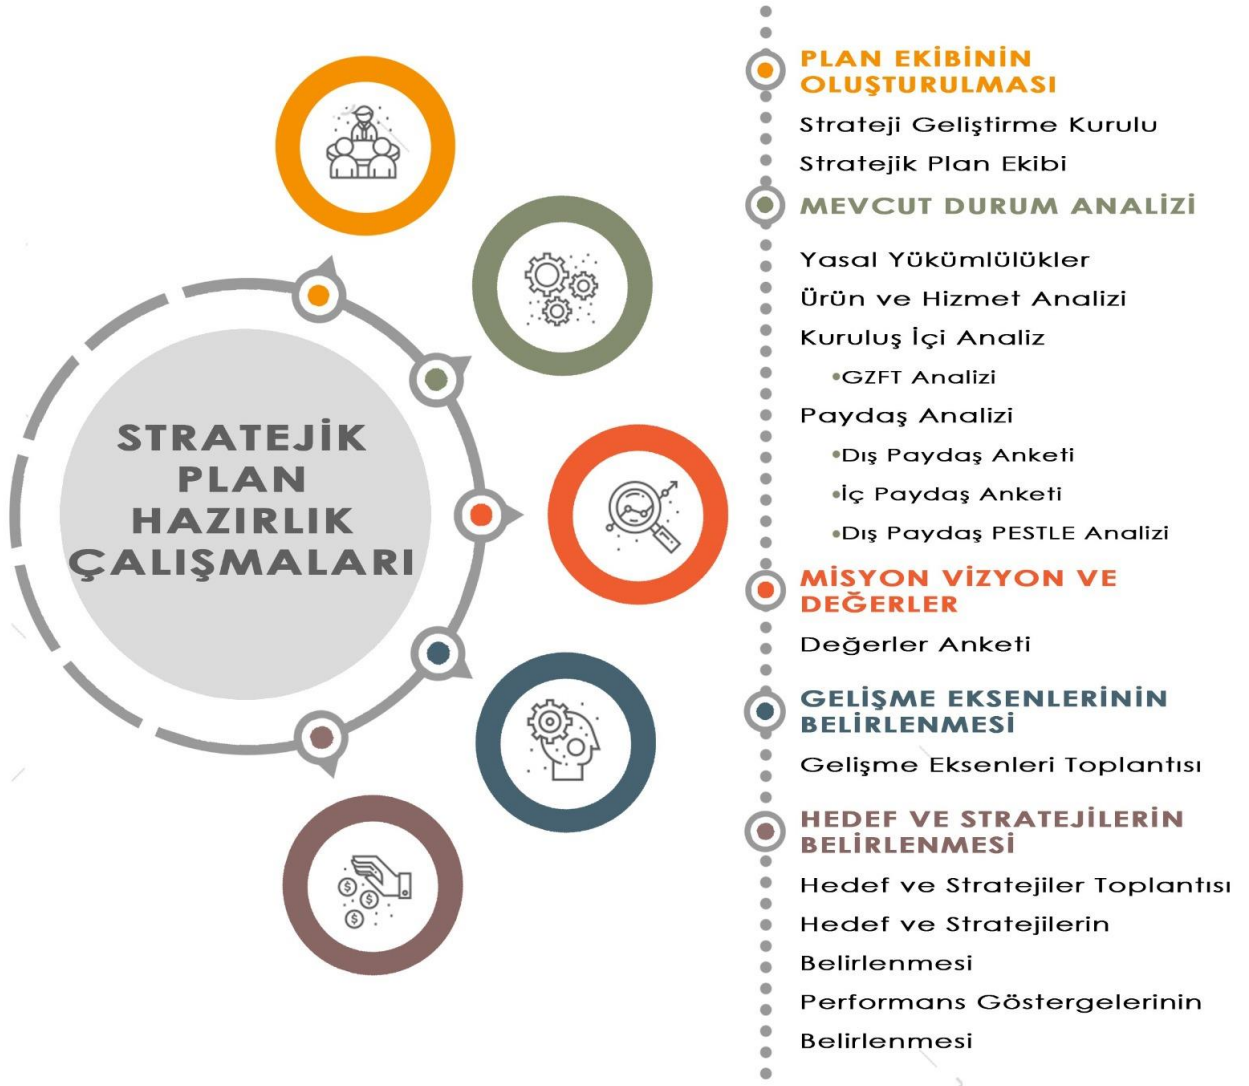 STRATEJİK
PLAN
HAZIRLIK
ÇALIŞMALARI
PLAN EKİBİNİN
OLUŞTURULMASI
Strateji Geliştirme Kurulu
Stratejik Plan Ekibi
MEVCUT DURUM ANALİZİ
Yasal Yükümlülükler
Ürün ve Hizmet Analizi
Kuruluş İçi Analiz
•GZFT Analizi
Paydaş Analizi
•Dış Paydaş Anketi
•İç Paydaş Anketi
•Dış Paydaş PESTLE Analizi
MİSYON VİZYON VE
DEĞERLER
Değerler Anketi
GELİŞME EKSENLERİNİN
BELİRLENMESİ
Gelişme Eksenleri Toplantısı
HEDEF VE STRATEJİLERİN
BELİRLENMESİ
Hedef ve Stratejiler Toplantısı
Hedef ve Stratejilerin
Belirlenmesi
Performans Göstergelerinin
Belirlenmesi